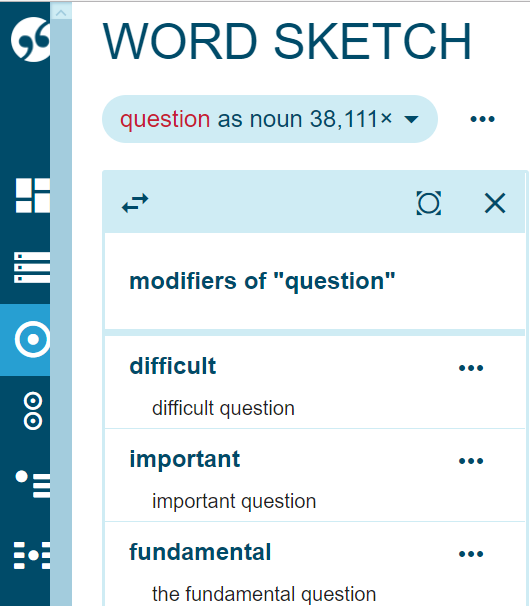 WORD SKETCH
question as noun 38,111×
modifiers of "question"
difficult
difficult question
important
important question
fundamental
the fundamental question